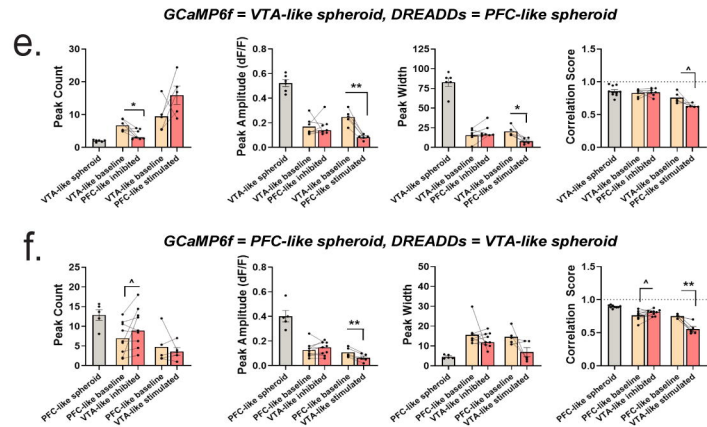 GCaMP6f = VTA-like spheroid, DREADDs = PFC-like spheroid
e.
Peak Count
30
20
10
0
*
VTA-like spheroid
VTA-like baseline
PFC-like inhibited
VTA-like baseline
PFC-like stimulated
Peak Amplitude (dF/F)
0.8
0.6
0.4
0.2
0.0
**
VTA-like spheroid
VTA-like baseline
PFC-like inhibited
VTA-like baseline
PFC-like stimulated
Peak Width
100
75
50
25
0
*
VTA-like spheroid
VTA-like baseline
PFC-like inhibited
VTA-like baseline
PFC-like stimulated
Correlation Score
1.5
1.0
0.5
0.0
^
VTA-like spheroid
VTA-like baseline
PFC-like inhibited
VTA-like baseline
PFC-like stimulated
f.
GCaMP6f = PFC-like spheroid, DREADDs = VTA-like spheroid
Peak Count
25
20
15
10
5
0
^
PFC-like spheroid
PFC-like baseline
VTA-like inhibited
PFC-like baseline
VTA-like stimulated
Peak Amplitude (dF/F)
0.8
0.6
0.4
0.2
0.0
**
PFC-like spheroid
PFC-like baseline
VTA-like inhibited
PFC-like baseline
VTA-like stimulated
Peak Width
40
30
20
10
0
PFC-like spheroid
PFC-like baseline
VTA-like inhibited
PFC-like baseline
VTA-like stimulated
Correlation Score
1.5
1.0
0.5
0.0
^
**
PFC-like spheroid
PFC-like baseline
VTA-like inhibited
PFC-like baseline
VTA-like stimulated